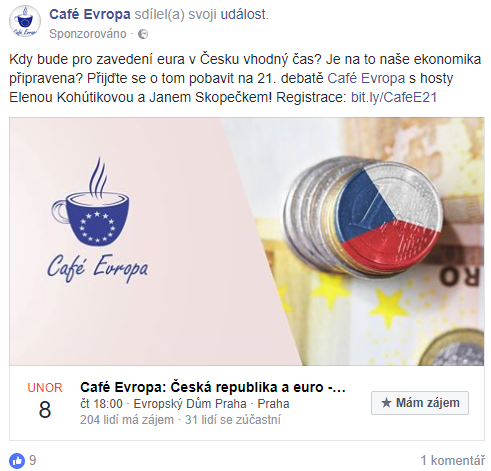 Café Evropa sdílel(a) svoji událost.
Sponzorováno ·
Kdy bude pro zavedení eura v Česku vhodný čas? Je na to naše ekonomika
připravena? Přijďte se o tom pobavit na 21. debatě Café Evropa s hosty
Elenou Kohútikovou a Janem Skopečkem! Registrace: bit.ly/CafeE21
Café Evropa
EURO
ÚNOR
8
Café Evropa: Česká republika a euro -...
čt 18:00 · Evropský Dům Praha · Praha
204 lidí má zájem · 31 lidí se zúčastní
★ Mám zájem
9
1 komentář